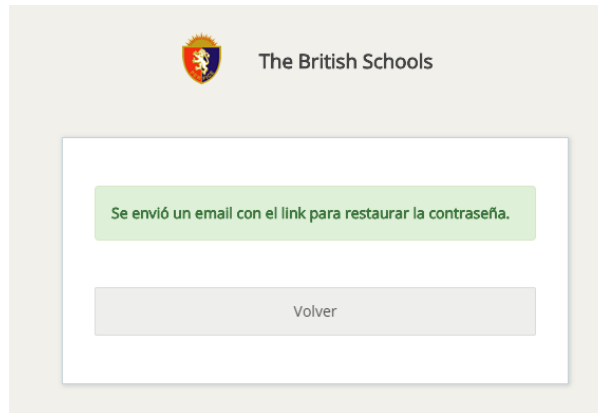 The British Schools
Se envió un email con el link para restaurar la contraseña.
Volver